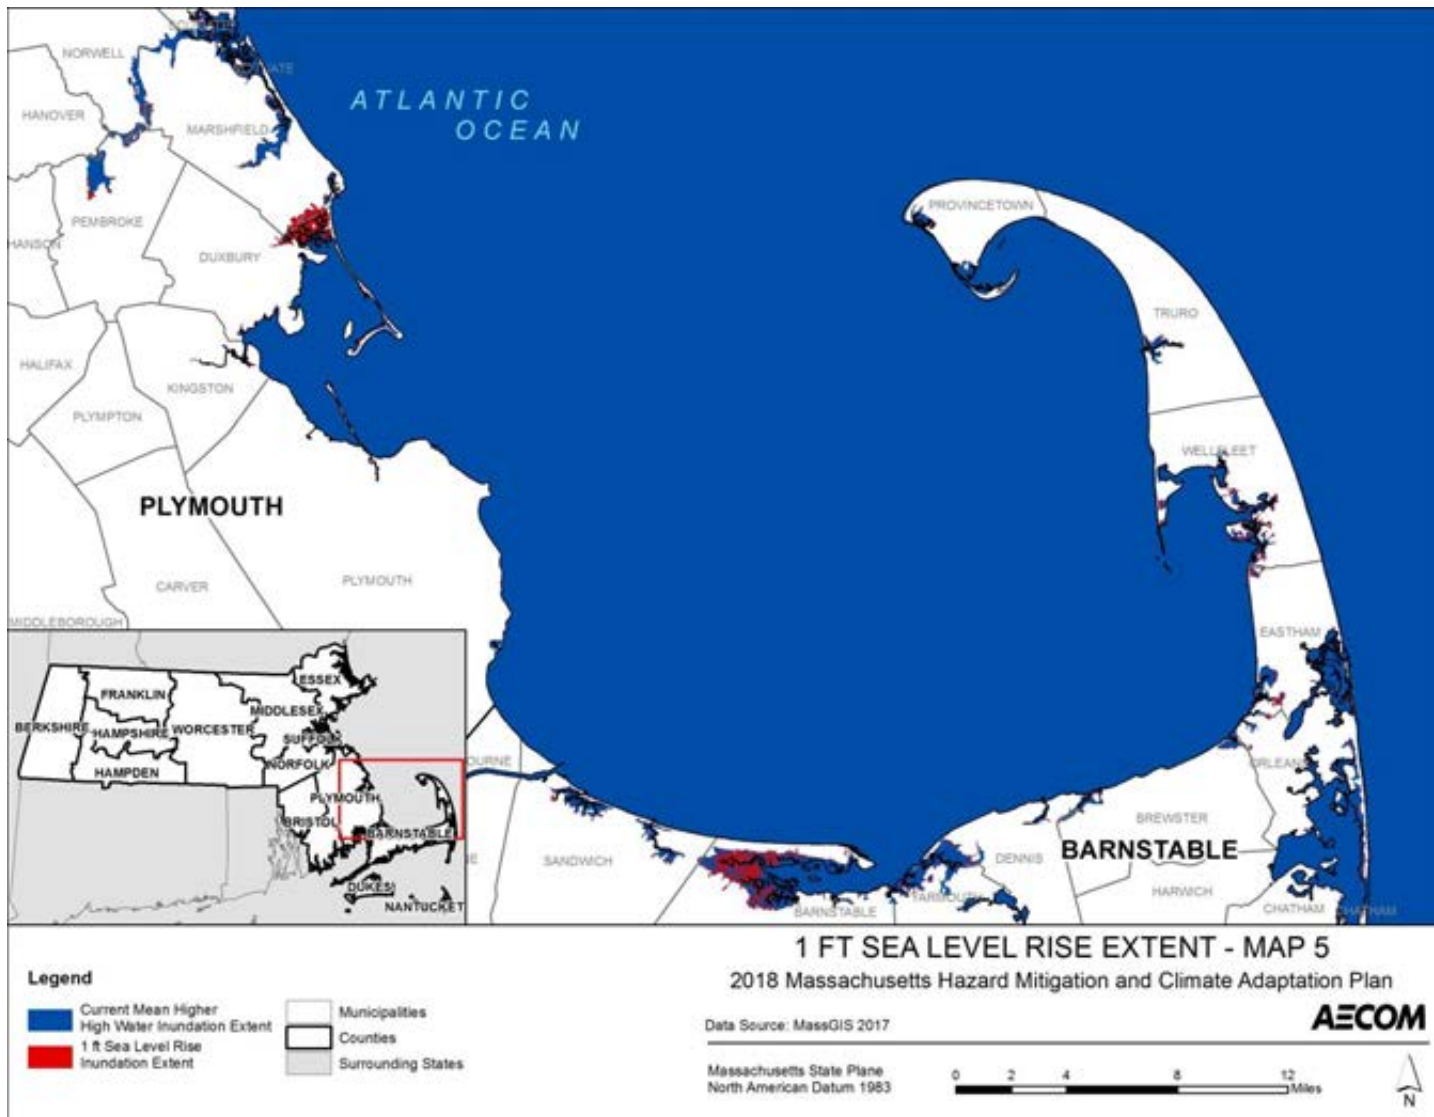 NORWELL
HANOVER
MARSHFIELD
ATLANTIC
OCEAN
PEMBROKE
HANSON
DUXBURY
PROVINCETOWN
TRURO
HALIFAX
KINGSTON
PLYMPTON
WELLFLEET
PLYMOUTH
CARVER
PLYMOUTH
MIDDLEBOROUGH
EASTHAM
ESSEX
FRANKLIN
MIDDLESEX
BERKSHIRE
HAMPSHIRE
WORCESTER
SUFFOLK
NORFOLK
HAMPDEN
PLYMOUTH
BRISTOL
BARNSTABLE
DUKES
NANTUCKET
OURNE
ORLEANS
BREWSTER
SANDWICH
DENNIS
BARNSTABLE
HARWICH
YARMOUTH
BARNSTABLE
CHATHAM
CHATHAM
1 FT SEA LEVEL RISE EXTENT - MAP 5
2018 Massachusetts Hazard Mitigation and Climate Adaptation Plan
Legend
Current Mean Higher
High Water Inundation Extent
1 ft Sea Level Rise
Inundation Extent
Municipalities
Counties
Surrounding States
Data Source: MassGIS 2017
AECOM
Massachusetts State Plane
North American Datum 1983
0 2 4 8 12 Miles
N